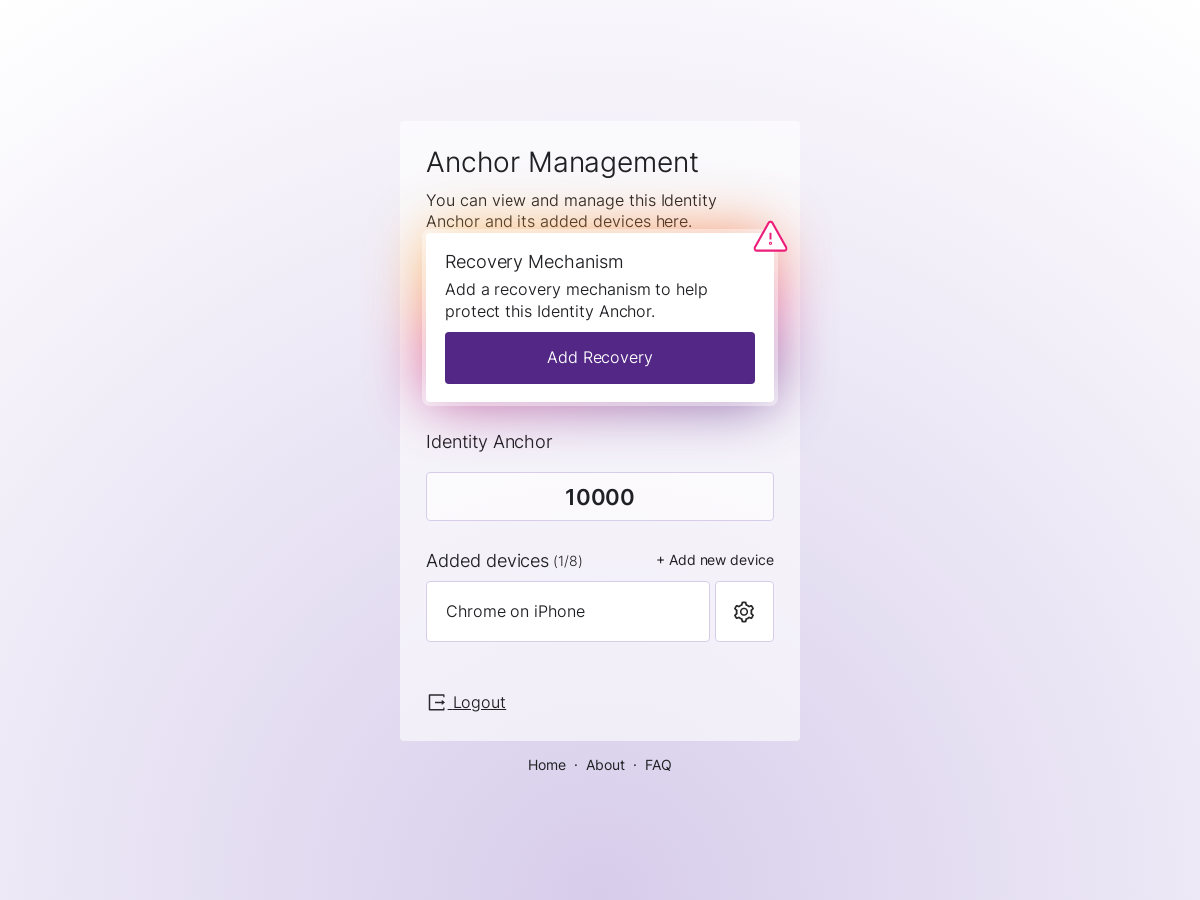 Anchor Management
You can view and manage this Identity
Anchor and its added devices here.
Recovery Mechanism
Add a recovery mechanism to help
protect this Identity Anchor.
Add Recovery
Identity Anchor
10000
Added devices (1/8) + Add new device
Chrome on iPhone
Logout
Home · About · FAQ